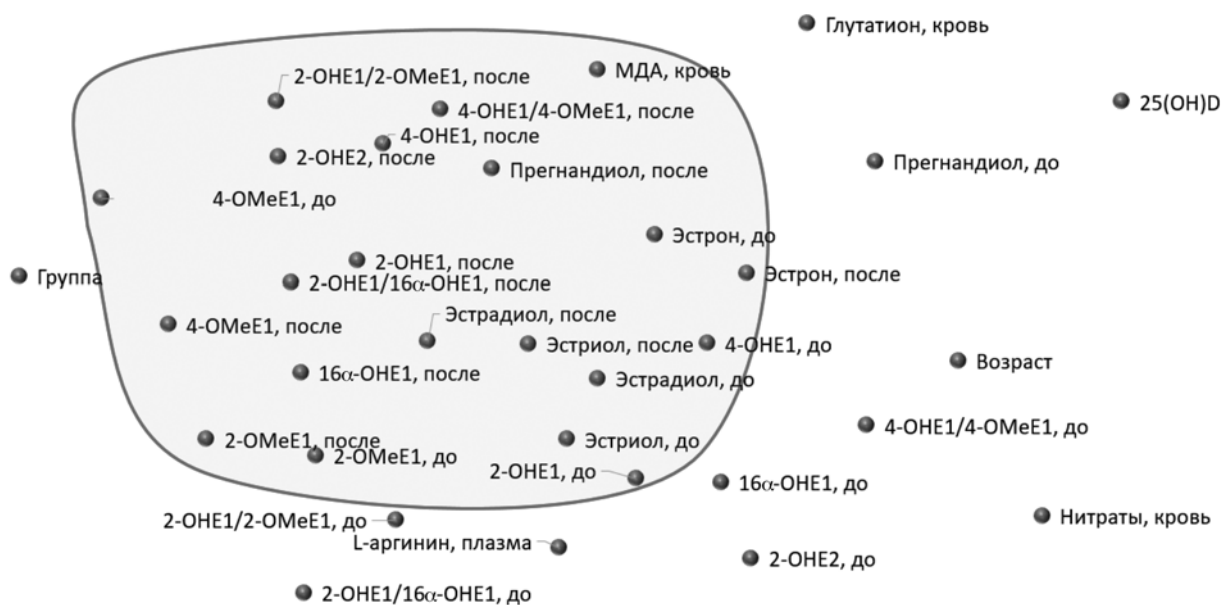 Глутатион, кровь
2-OHE1/2-OMeE1, после
МДА, кровь
25(OH)D
4-OHE1/4-OMeE1, после
4-OHE1, после
2-OHE2, после
Прегнандиол, после
Прегнандиол, до
4-OMeE1, до
Эстрон, до
2-OHE1, после
Эстрон, после
Группа
2-OHE1/16α-OHE1, после
Эстрадиол, после
4-OMeE1, после
Эстриол, после
4-OHE1, до
Возраст
16α-OHE1, после
Эстрадиол, до
4-OHE1/4-OMeE1, до
2-OMeE1, после
Эстриол, до
2-OMeE1, до
2-OHE1, до
16α-OHE1, до
2-OHE1/2-OMeE1, до
Нитраты, кровь
L-аргинин, плазма
2-OHE2, до
2-OHE1/16α-OHE1, до